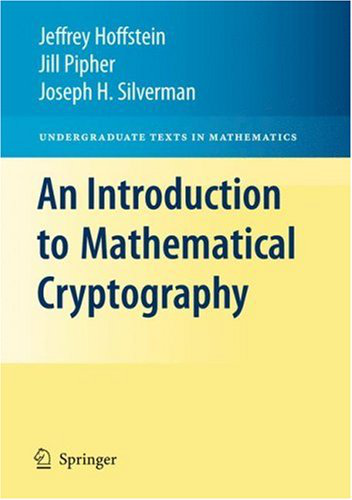 Jeffrey Hoffstein
Jill Pipher
Joseph H. Silverman
UNDERGRADUATE TEXTS IN MATHEMATICS
An Introduction
to Mathematical
Cryptography
Springer